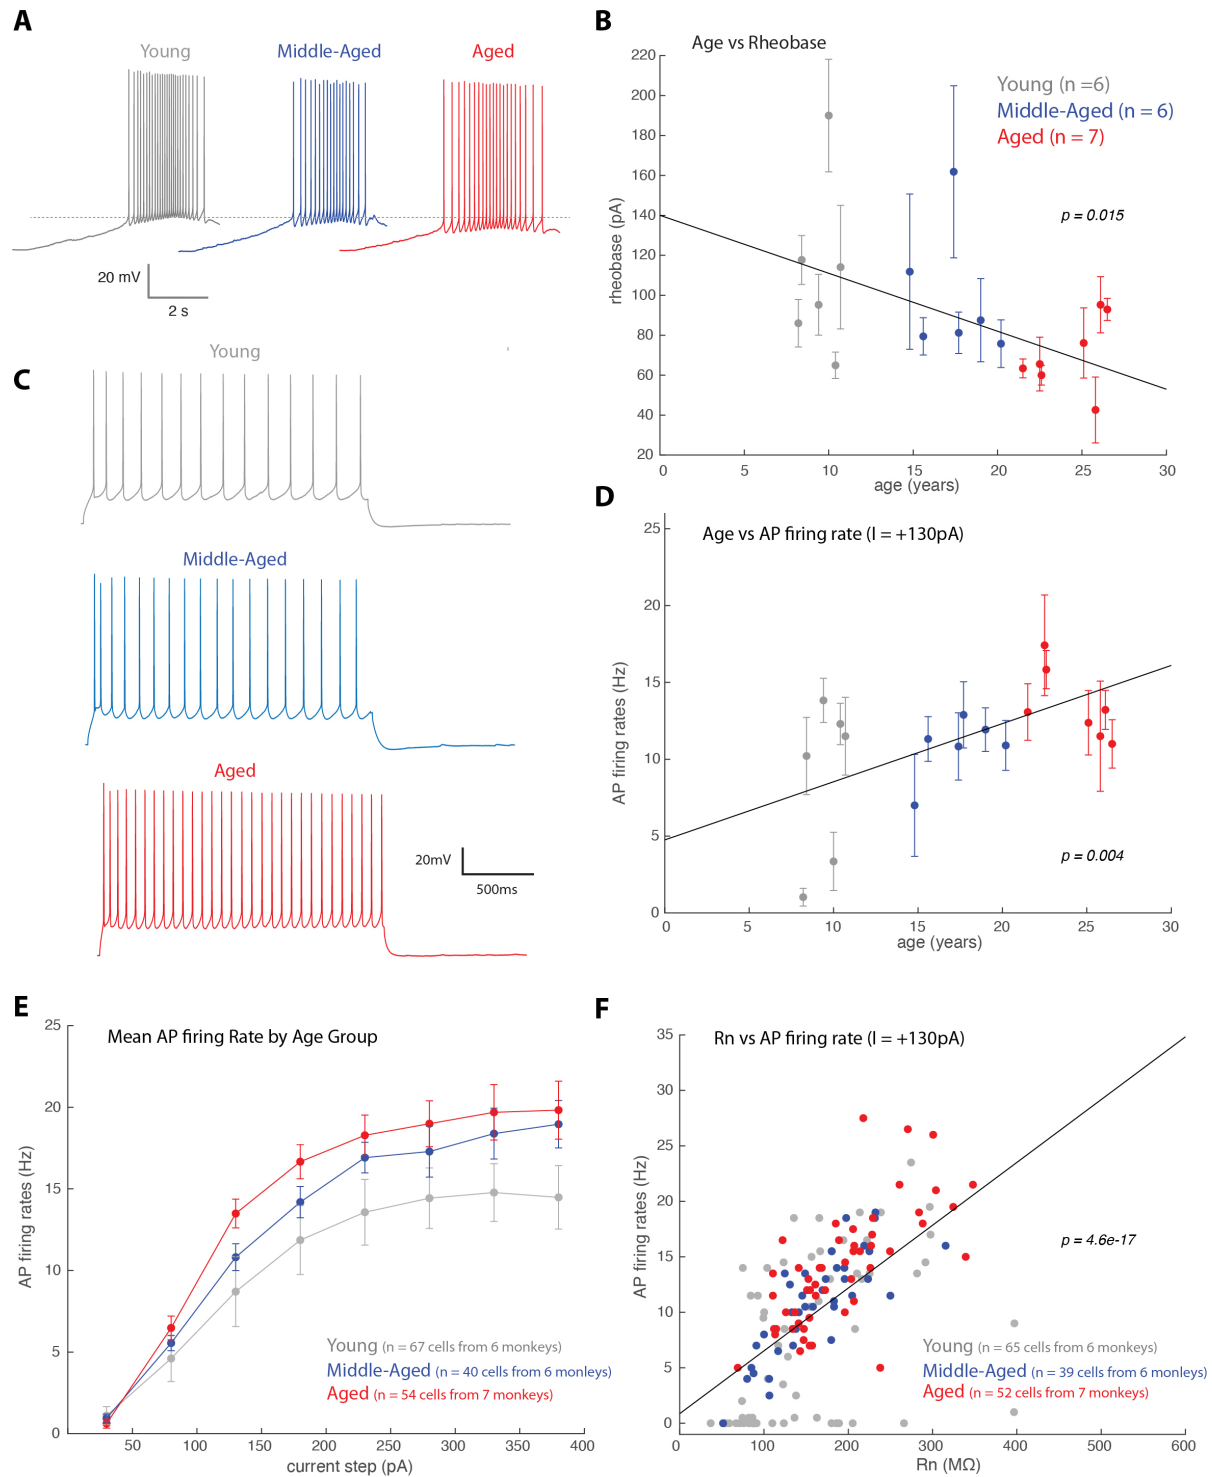 A
Young
Middle-Aged
Aged
20 mV
2 s
B
Age vs Rheobase
220
200
180
160
140
120
100
80
60
40
20
rheobase (pA)
Young (n =6)
Middle-Aged (n = 6)
Aged (n = 7)
p = 0.015
0
5
10
15
20
25
30
age (years)
C
Young
Middle-Aged
Aged
20mV
500ms
D
Age vs AP firing rate (I = +130pA)
25
20
15
10
5
0
AP firing rates (Hz)
p = 0.004
0
5
10
15
20
25
30
age (years)
E
Mean AP firing Rate by Age Group
25
20
15
10
5
0
AP firing rates (Hz)
Young (n = 67 cells from 6 monkeys)
Middle-Aged (n = 40 cells from 6 monleys)
Aged (n = 54 cells from 7 monkeys)
50
100
150
200
250
300
350
400
current step (pA)
F
Rn vs AP firing rate (I = +130pA)
35
30
25
20
15
10
5
0
AP firing rates (Hz)
p = 4.6e-17
Young (n = 65 cells from 6 monkeys)
Middle-Aged (n = 39 cells from 6 monkeys)
Aged (n = 52 cells from 7 monkeys)
0
100
200
300
400
500
600
Rn (MΩ)